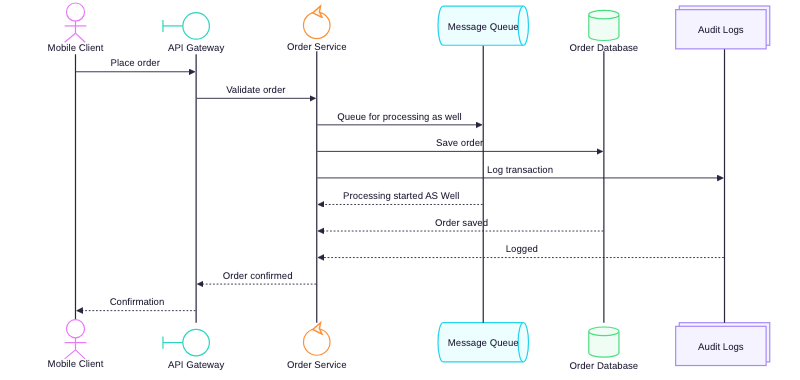 Mobile Client
API Gateway
Order Service
Message Queue
Order Database
Audit Logs
Place order
Validate order
Queue for processing as well
Save order
Log transaction
Processing started AS Well
Order saved
Logged
Order confirmed
Confirmation
Mobile Client
API Gateway
Order Service
Message Queue
Order Database
Audit Logs